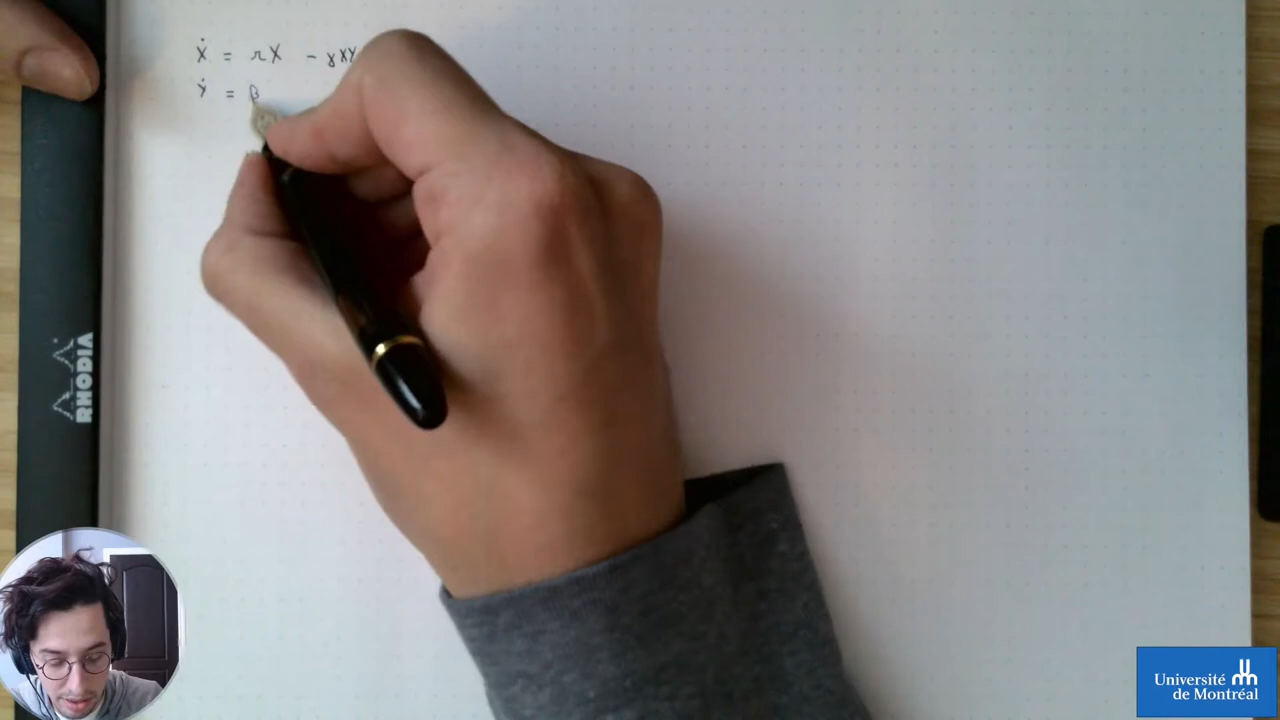 Ẋ = rX - γXY
Ẏ = β
RHODIA
Université
de Montréal